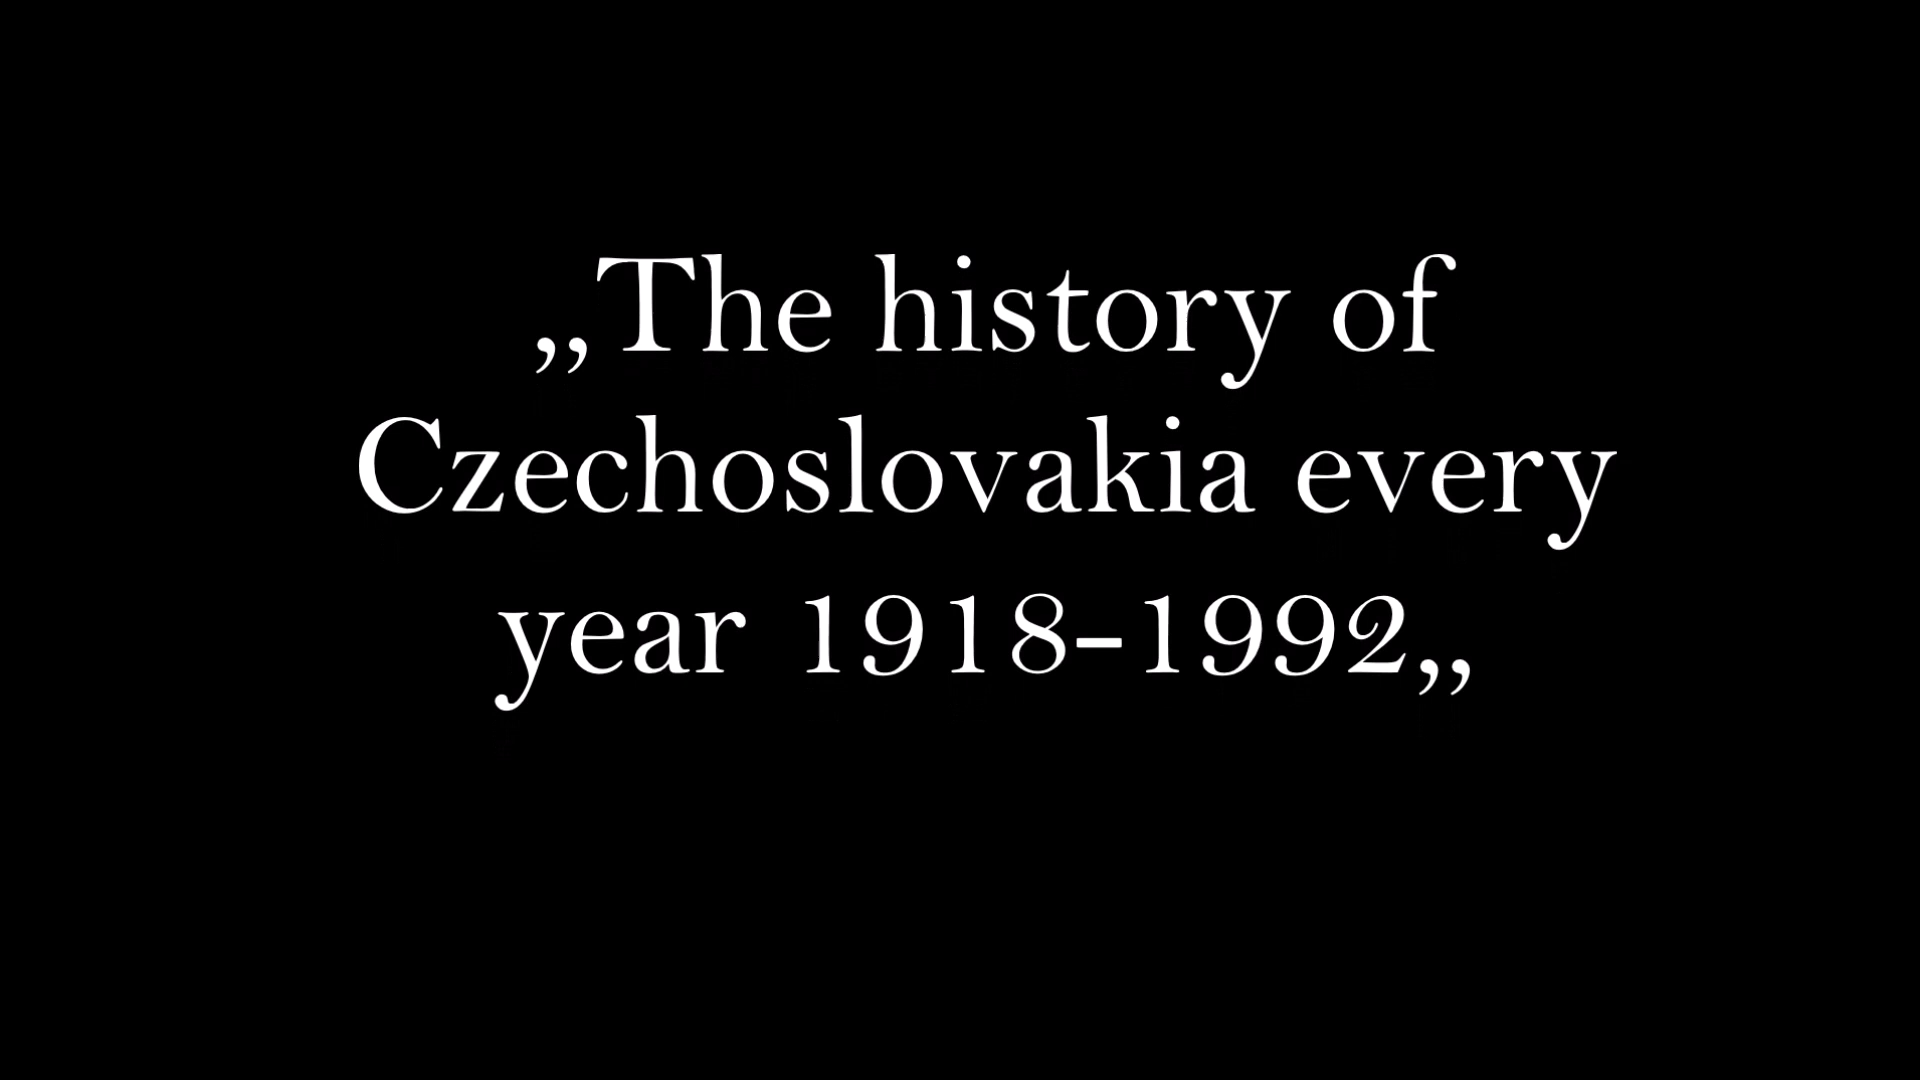 ,,The history of
Czechoslovakia every
year 1918-1992,,